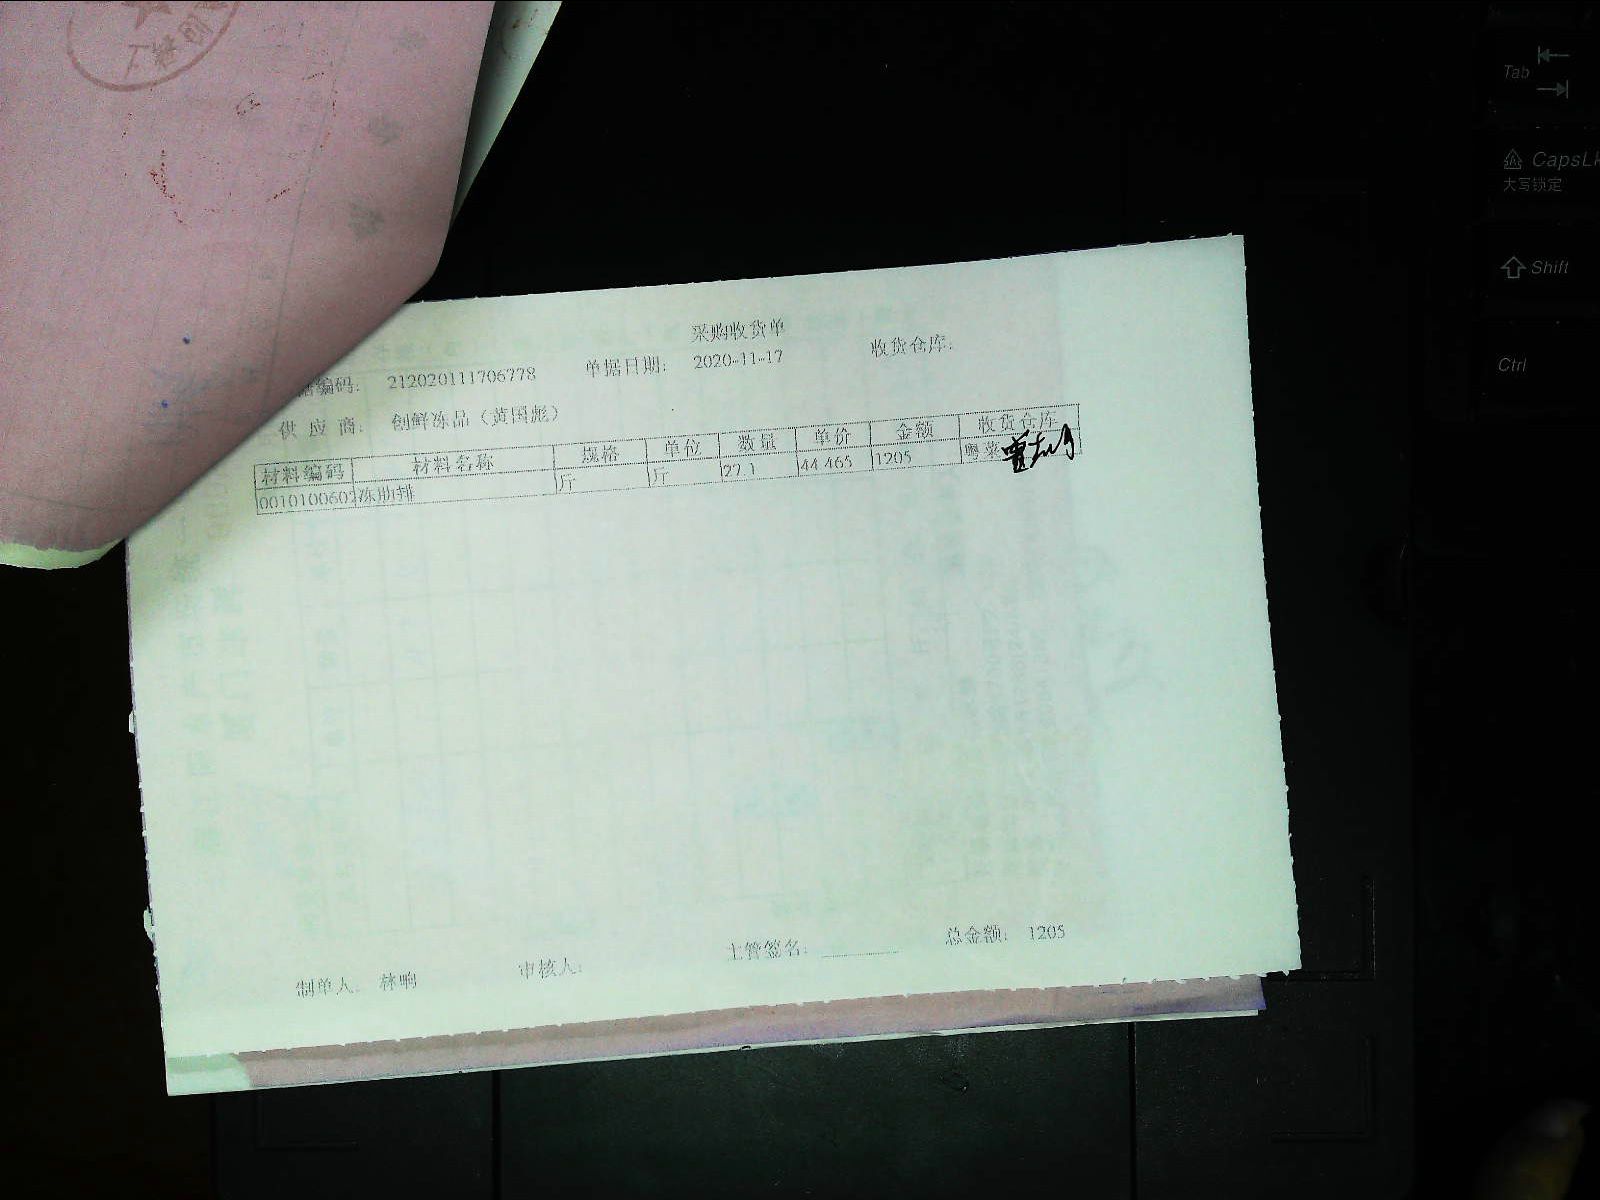 采购收货单
编码: 212020111706778 单据日期: 2020-11-17 收货仓库:
供应商: 创鲜冻品（黄国彪）
材料编码 材料名称 规格 单位 数量 单价 金额 收货仓库
0010100602 冻肋排 斤 斤 27.1 44.465 1205 粤菜
制单人: 林响 审核人: 主管签名: 总金额: 1205
Tab
CapsLk
大写锁定
Shift
Ctrl